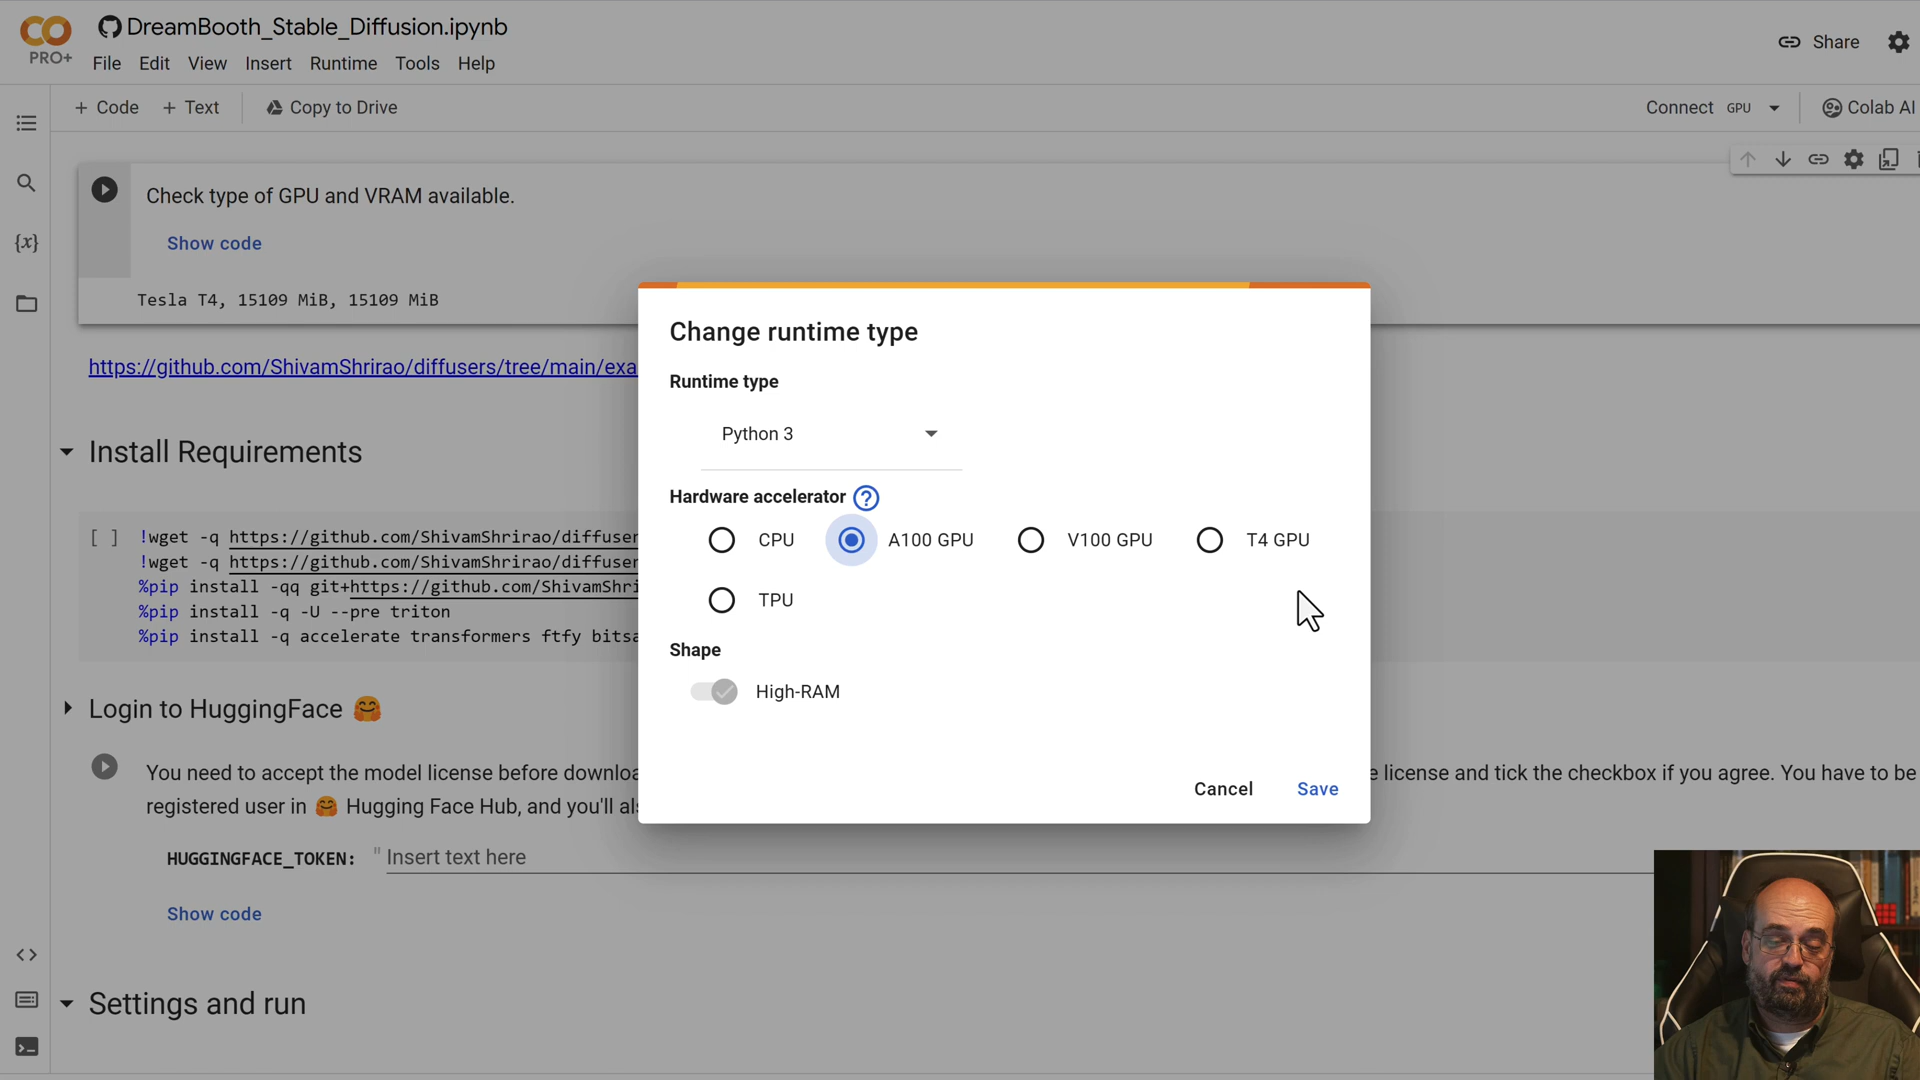 DreamBooth_Stable_Diffusion.ipynb
PRO+
File Edit View Insert Runtime Tools Help
Share
+ Code + Text Copy to Drive
Connect GPU
Colab AI
{x}
Check type of GPU and VRAM available.
Show code
Tesla T4, 15109 MiB, 15109 MiB
https://github.com/ShivamShrirao/diffusers/tree/main/exa
Install Requirements
[ ] !wget -q https://github.com/ShivamShrirao/diffuser
!wget -q https://github.com/ShivamShrirao/diffuser
%pip install -qq git+https://github.com/ShivamShri
%pip install -q -U --pre triton
%pip install -q accelerate transformers ftfy bitsa
Login to HuggingFace 🤗
You need to accept the model license before downloa
e license and tick the checkbox if you agree. You have to be
registered user in 🤗 Hugging Face Hub, and you'll als
HUGGINGFACE_TOKEN: " Insert text here
Show code
Settings and run
Change runtime type
Runtime type
Python 3
Hardware accelerator ?
CPU A100 GPU V100 GPU T4 GPU
TPU
Shape
High-RAM
Cancel Save